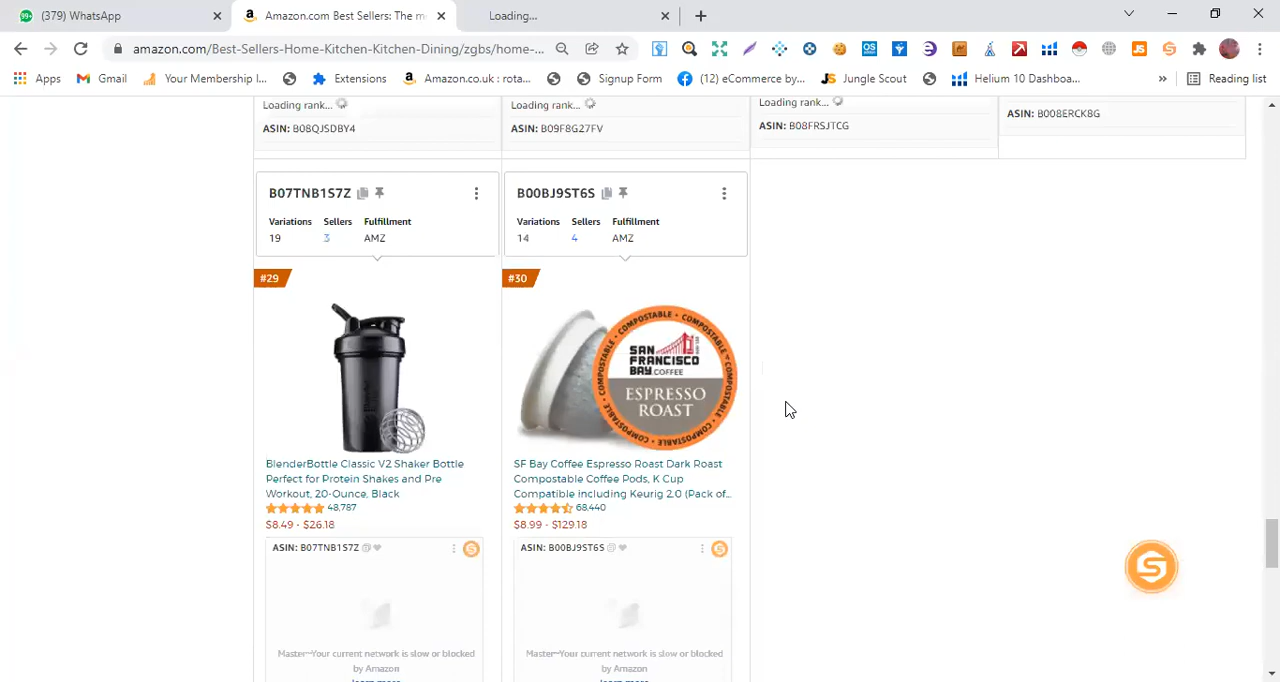 99+ (379) WhatsApp
Amazon.com Best Sellers: The m
Loading...
amazon.com/Best-Sellers-Home-Kitchen-Kitchen-Dining/zgbs/home-...
Apps
Gmail
Your Membership I...
Extensions
Amazon.co.uk : rota...
Signup Form
(12) eCommerce by...
Jungle Scout
Helium 10 Dashboa...
»
Reading list
Loading rank...
Loading rank...
Loading rank...
ASIN: B08QJSDBY4
ASIN: B09F8G27FV
ASIN: B08FRSJTCG
ASIN: B008ERCK8G
B07TNB1S7Z
Variations Sellers Fulfillment
19 3 AMZ
B00BJ9ST6S
Variations Sellers Fulfillment
14 4 AMZ
#29
BlenderBottle Classic V2 Shaker Bottle
Perfect for Protein Shakes and Pre
Workout, 20-Ounce, Black
48,787
$8.49 - $26.18
ASIN: B07TNB1S7Z
Master—Your current network is slow or blocked
by Amazon
#30
COMPOSTABLE
COMPOSTABLE
COMPOSTABLE
COMPOSTABLE
SAN
FRANCISCO
BAY COFFEE
ESPRESSO
ROAST
SF Bay Coffee Espresso Roast Dark Roast
Compostable Coffee Pods, K Cup
Compatible including Keurig 2.0 (Pack of...
68,440
$8.99 - $129.18
ASIN: B00BJ9ST6S
Master—Your current network is slow or blocked
by Amazon